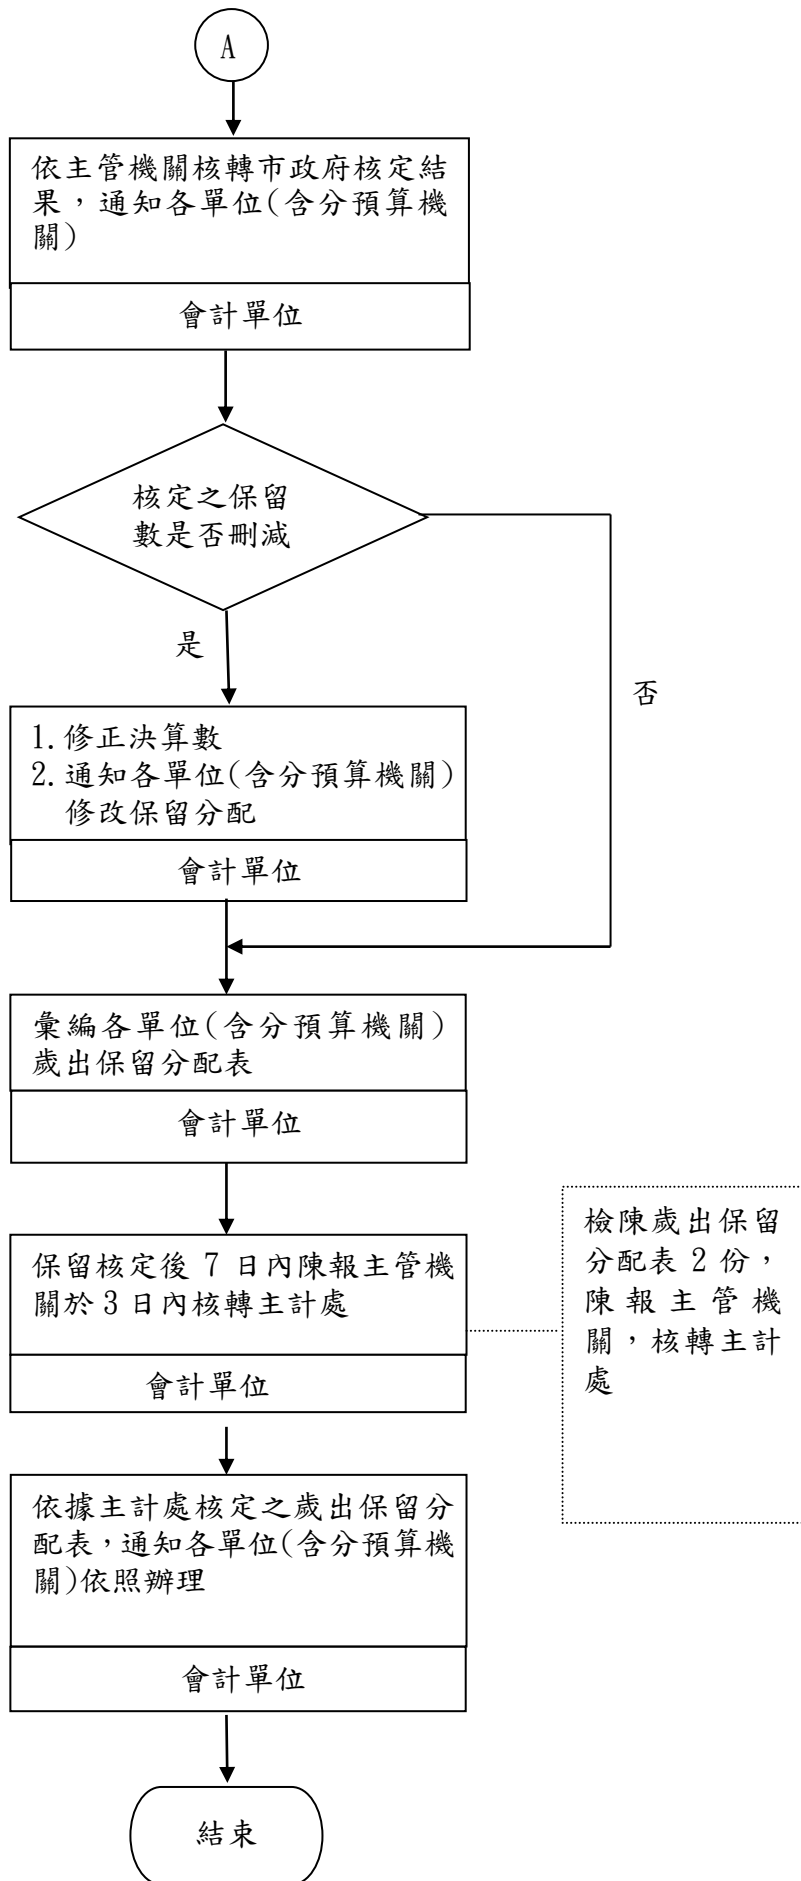 A
依主管機關核轉市政府核定結
果，通知各單位(含分預算機
關)
會計單位
核定之保留
數是否刪減
是
否
1.修正決算數
2.通知各單位(含分預算機關)
修改保留分配
會計單位
彙編各單位(含分預算機關)
歲出保留分配表
會計單位
保留核定後 7 日內陳報主管機
關於 3 日內核轉主計處
會計單位
檢陳歲出保留
分配表 2 份，
陳報主管機
關，核轉主計
處
依據主計處核定之歲出保留分
配表，通知各單位(含分預算機
關)依照辦理
會計單位
結束